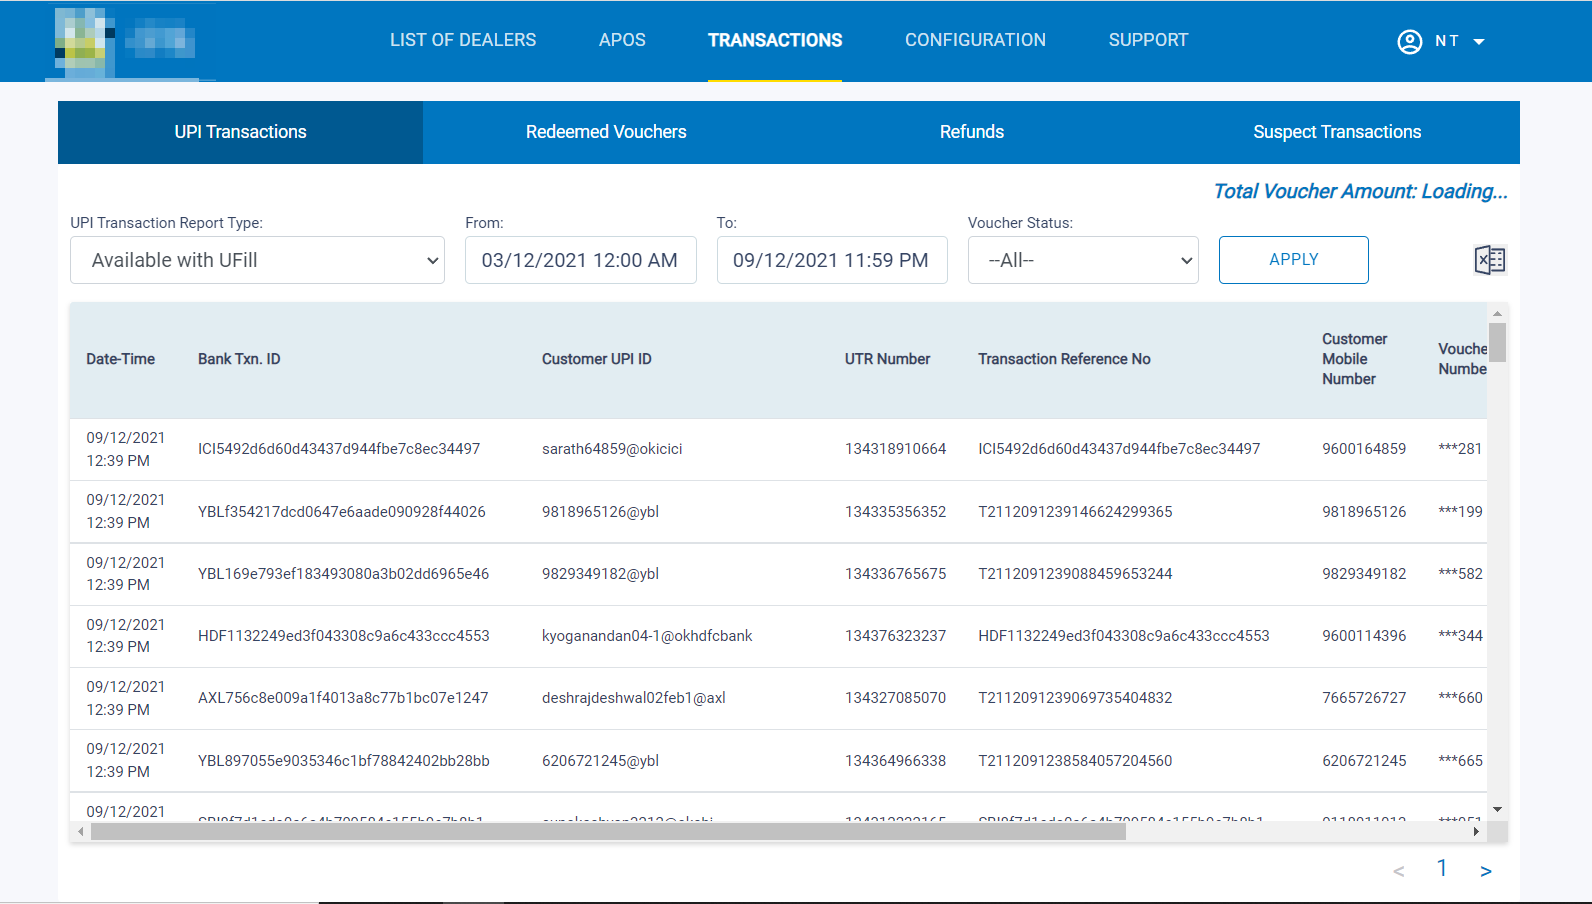 LIST OF DEALERS APOS TRANSACTIONS CONFIGURATION SUPPORT N T
UPI Transactions Redeemed Vouchers Refunds Suspect Transactions
Total Voucher Amount: Loading...
UPI Transaction Report Type: From: To: Voucher Status:
Available with UFill 03/12/2021 12:00 AM 09/12/2021 11:59 PM --All-- APPLY
Date-Time Bank Txn. ID Customer UPI ID UTR Number Transaction Reference No Customer Mobile Number Vouche Numbe
09/12/2021 12:39 PM ICI5492d6d60d43437d944fbe7c8ec34497 sarath64859@okicici 134318910664 ICI5492d6d60d43437d944fbe7c8ec34497 9600164859 ***281
09/12/2021 12:39 PM YBLf354217dcd0647e6aade090928f44026 9818965126@ybl 134335356352 T2112091239146624299365 9818965126 ***199
09/12/2021 12:39 PM YBL169e793ef183493080a3b02dd6965e46 9829349182@ybl 134336765675 T2112091239088459653244 9829349182 ***582
09/12/2021 12:39 PM HDF1132249ed3f043308c9a6c433ccc4553 kyoganandan04-1@okhdfcbank 134376323237 HDF1132249ed3f043308c9a6c433ccc4553 9600114396 ***344
09/12/2021 12:39 PM AXL756c8e009a1f4013a8c77b1bc07e1247 deshrajdeshwal02feb1@axl 134327085070 T2112091239069735404832 7665726727 ***660
09/12/2021 12:39 PM YBL897055e9035346c1bf78842402bb28bb 6206721245@ybl 134364966338 T2112091238584057204560 6206721245 ***665
09/12/2021
< 1 >